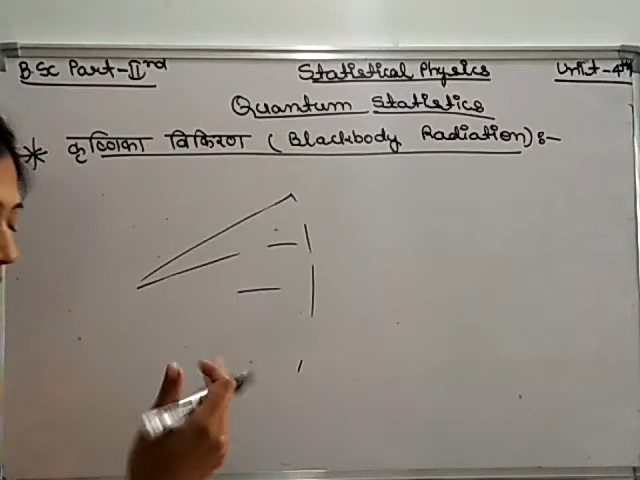 B.Sc Part-IInd Statistical Physics Unit-4th
Quantum Statistics
* कृष्णिका विकिरण ( Blackbody Radiation) :-